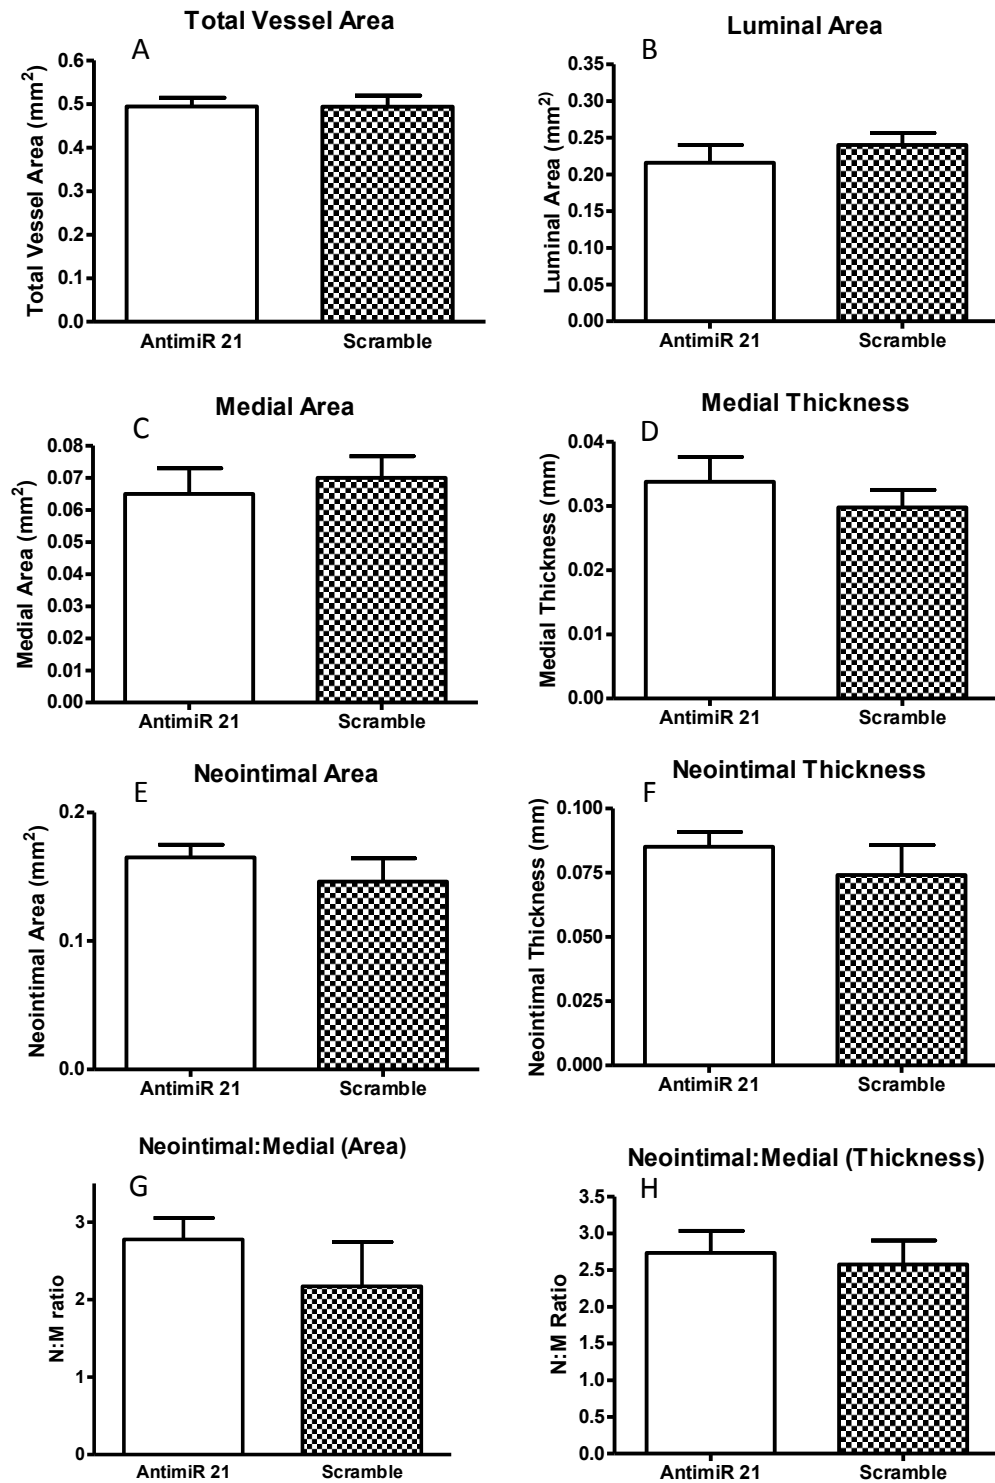 Total Vessel Area
A
Total Vessel Area (mm²)
0.6
0.5
0.4
0.3
0.2
0.1
0.0
AntimiR 21 Scramble
Luminal Area
B
Luminal Area (mm²)
0.35
0.30
0.25
0.20
0.15
0.10
0.05
0.00
AntimiR 21 Scramble
Medial Area
C
Medial Area (mm²)
0.08
0.07
0.06
0.05
0.04
0.03
0.02
0.01
0.00
AntimiR 21 Scramble
Medial Thickness
D
Medial Thickness (mm)
0.04
0.03
0.02
0.01
0.00
AntimiR 21 Scramble
Neointimal Area
E
Neointimal Area (mm²)
0.2
0.1
0.0
AntimiR 21 Scramble
Neointimal Thickness
F
Neointimal Thickness (mm)
0.100
0.075
0.050
0.025
0.000
AntimiR 21 Scramble
Neointimal:Medial (Area)
G
N:M ratio
3
2
1
0
AntimiR 21 Scramble
Neointimal:Medial (Thickness)
H
N:M Ratio
3.5
3.0
2.5
2.0
1.5
1.0
0.5
0.0
AntimiR 21 Scramble